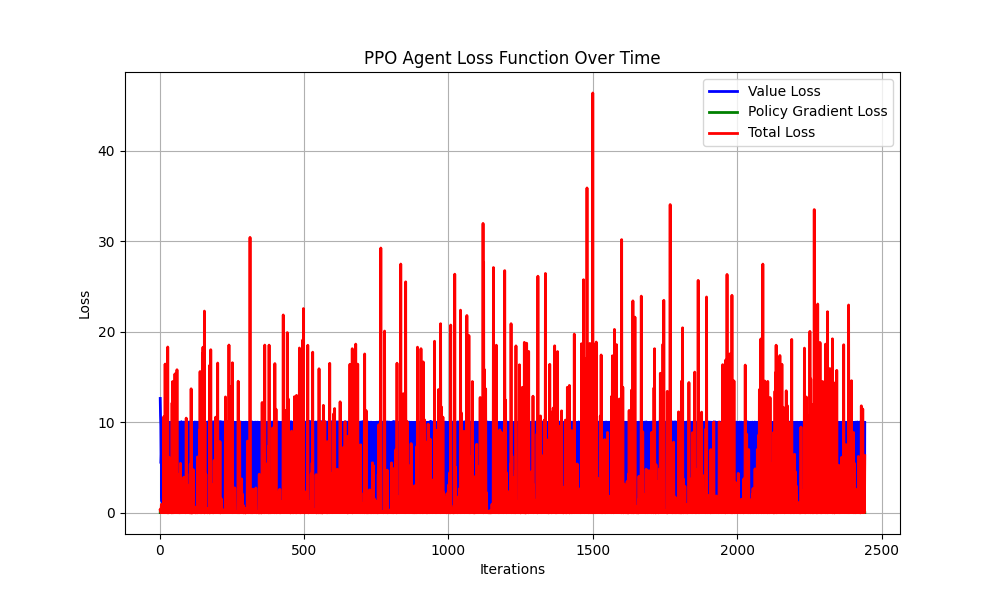 PPO Agent Loss Function Over Time
Value Loss
Policy Gradient Loss
Total Loss
Loss
40
30
20
10
0
0 500 1000 1500 2000 2500
Iterations